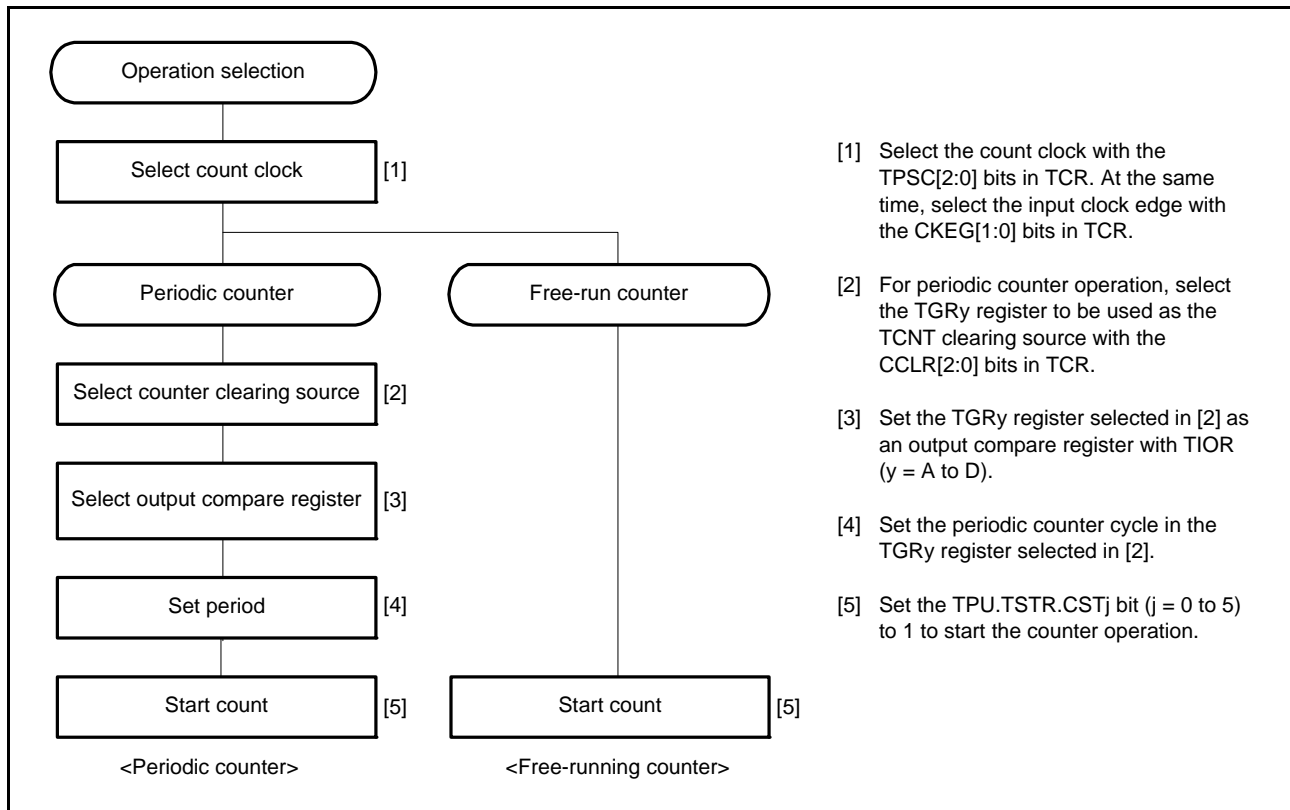 Operation selection
Select count clock
[1]
Periodic counter
Free-run counter
Select counter clearing source
[2]
Select output compare register
[3]
Set period
[4]
Start count
[5]
Start count
[5]
<Periodic counter>
<Free-running counter>
[1] Select the count clock with the
TPSC[2:0] bits in TCR. At the same
time, select the input clock edge with
the CKEG[1:0] bits in TCR.
[2] For periodic counter operation, select
the TGRy register to be used as the
TCNT clearing source with the
CCLR[2:0] bits in TCR.
[3] Set the TGRy register selected in [2] as
an output compare register with TIOR
(y = A to D).
[4] Set the periodic counter cycle in the
TGRy register selected in [2].
[5] Set the TPU.TSTR.CSTj bit (j = 0 to 5)
to 1 to start the counter operation.